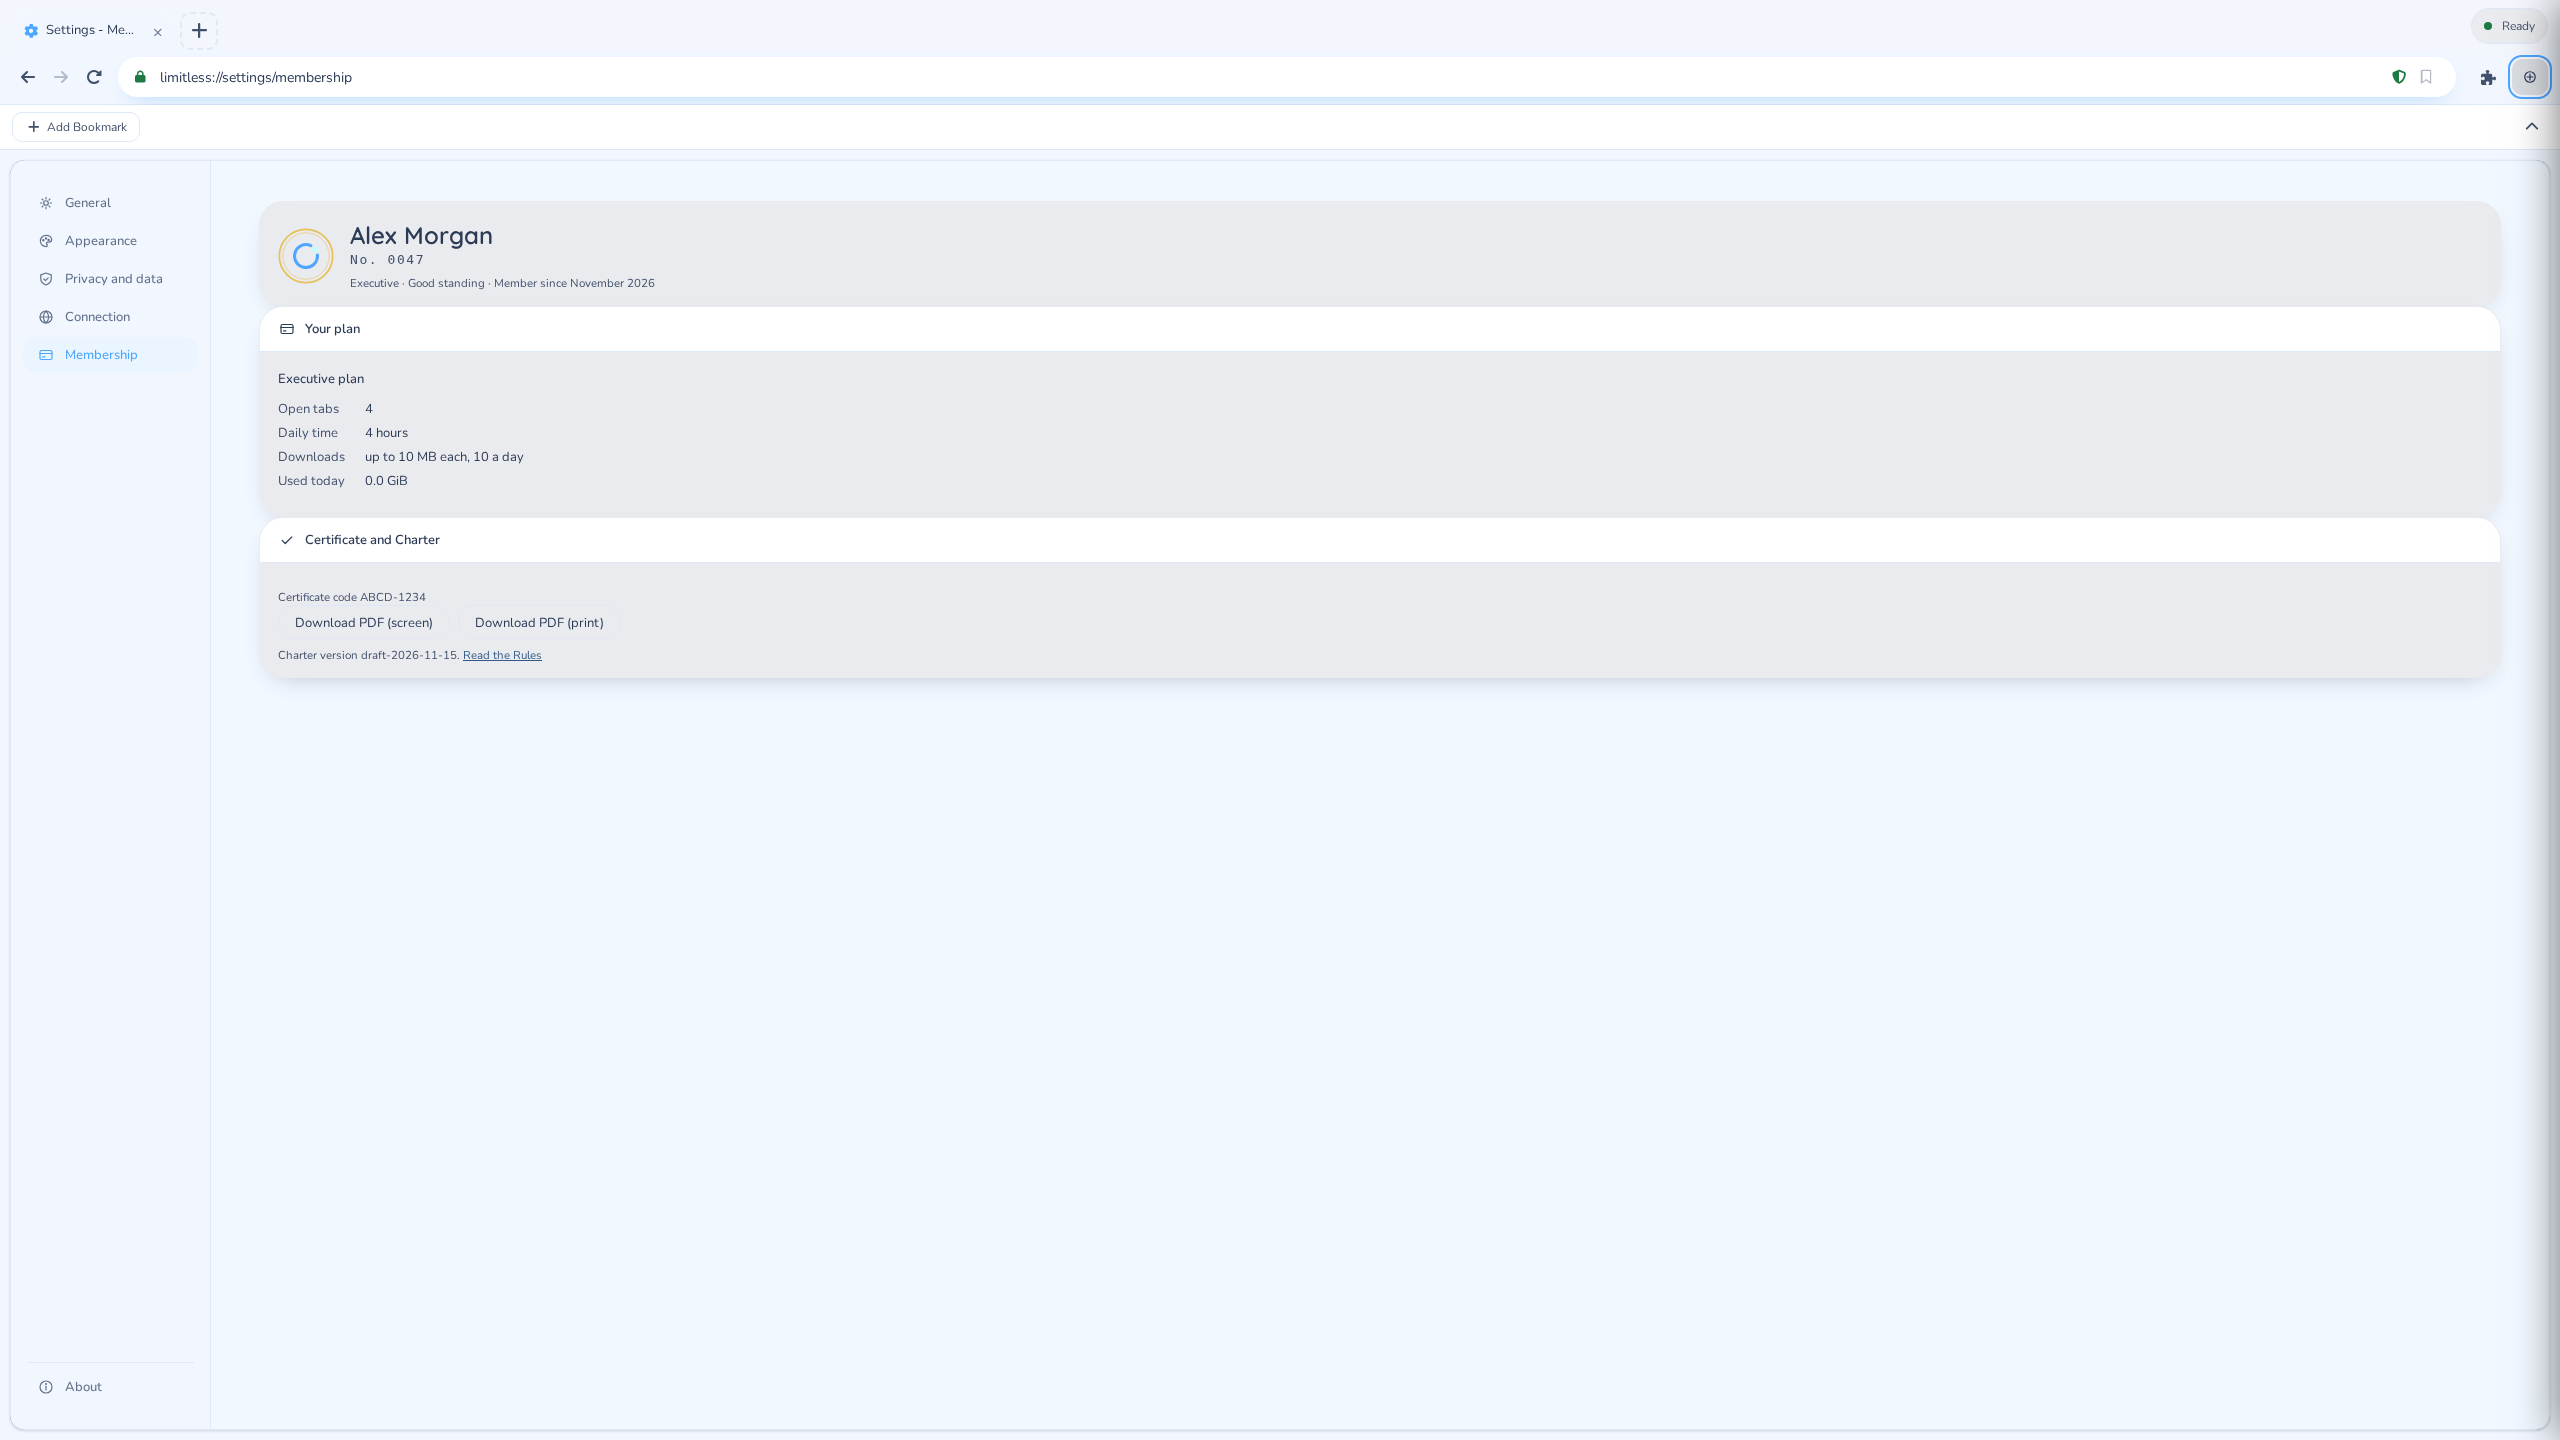 Settings - Me...
Ready
limitless://settings/membership
Add Bookmark
General
Appearance
Privacy and data
Connection
Membership
About
Alex Morgan
No. 0047
Executive · Good standing · Member since November 2026
Your plan
Executive plan
Open tabs 4
Daily time 4 hours
Downloads up to 10 MB each, 10 a day
Used today 0.0 GiB
Certificate and Charter
Certificate code ABCD-1234
Download PDF (screen) Download PDF (print)
Charter version draft-2026-11-15. Read the Rules